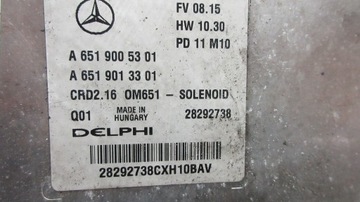 FV 08.15
HW 10.30
PD 11 M10
A 651 900 53 01
A 651 901 33 01
CRD2.16 OM651 - SOLENOID
Q01 MADE IN HUNGARY 28292738
DELPHI
28292738CXH10BAV